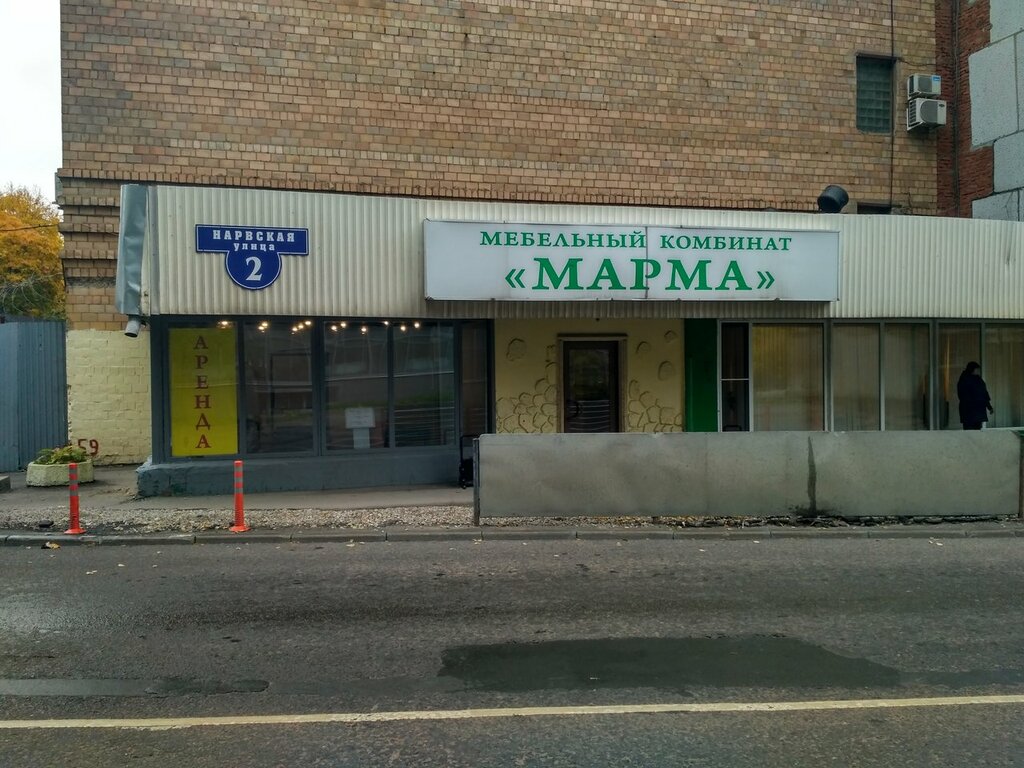 НАРВСКАЯ
улица
2
МЕБЕЛЬНЫЙ КОМБИНАТ
«МАРМА»
АРЕНДА
59